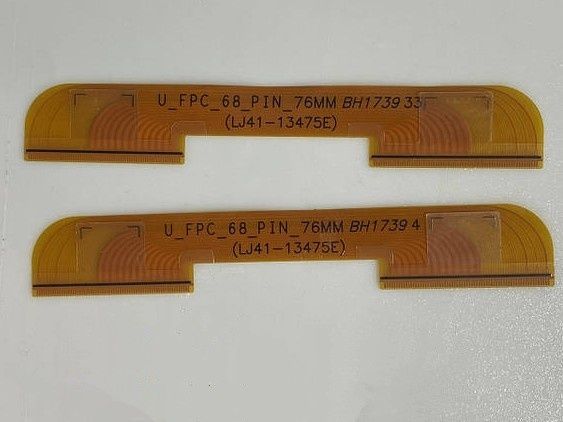 U_FPC_68_PIN_76MM BH1739 33
(LJ41-13475E)
U_FPC_68_PIN_76MM BH1739 4
(LJ41-13475E)